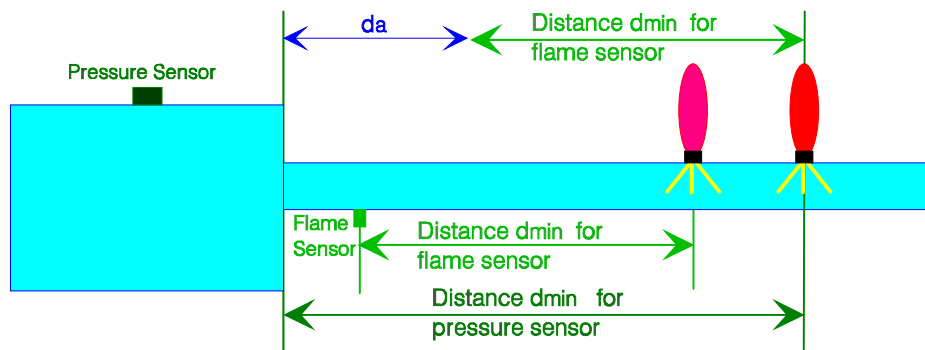 da
Distance dmin for
flame sensor
Pressure Sensor
Flame
Sensor
Distance dmin for
flame sensor
Distance dmin for
pressure sensor